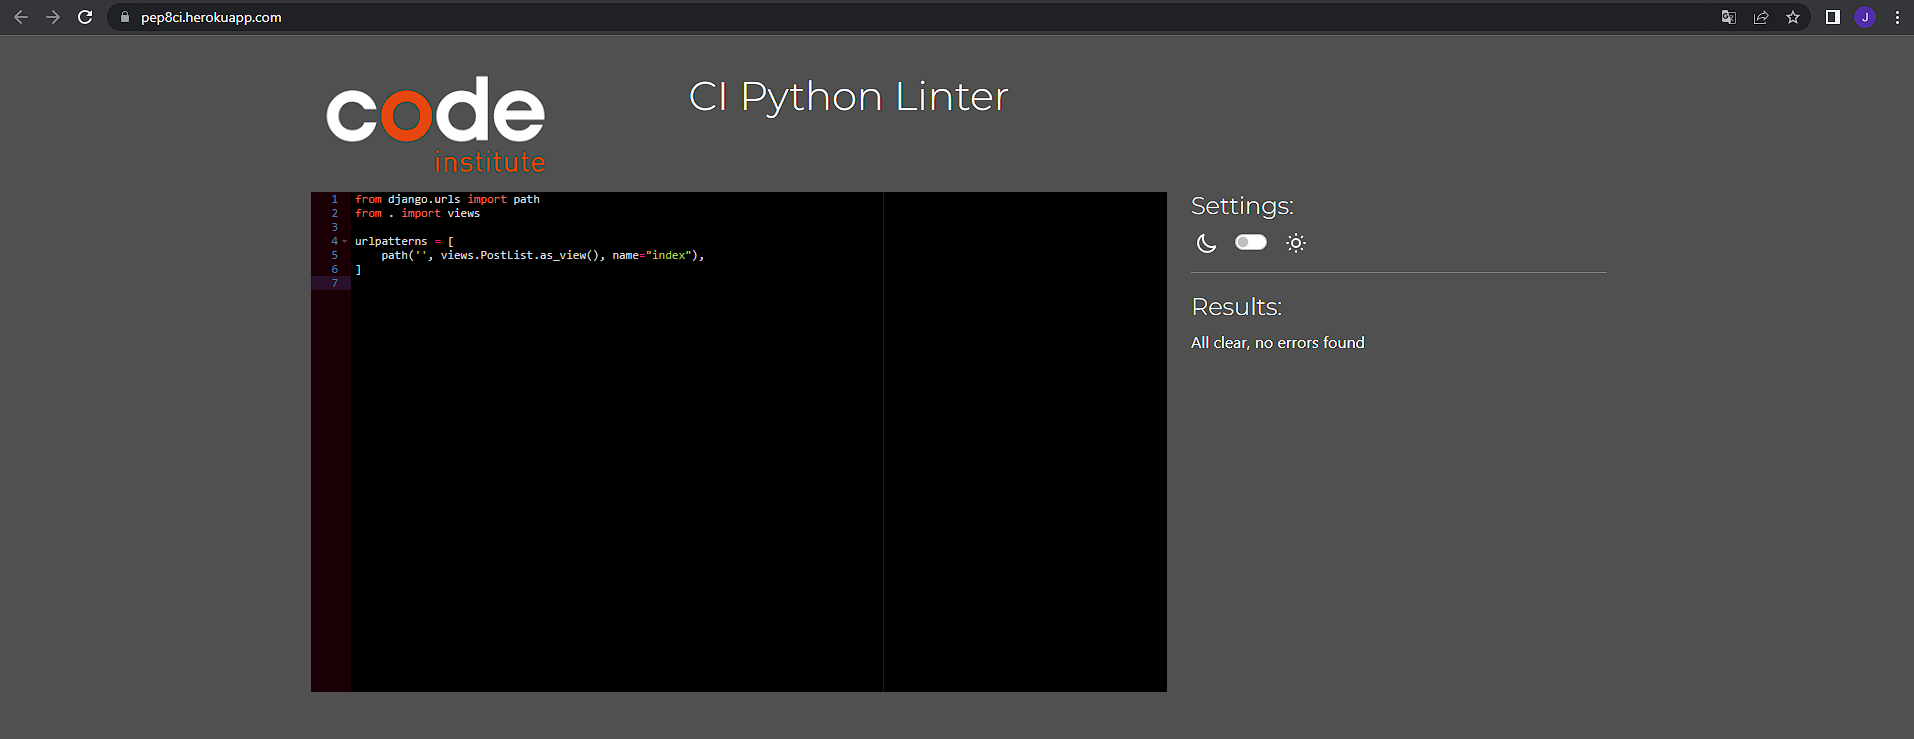 pep8ci.herokuapp.com
J
code
institute
CI Python Linter
1 from django.urls import path
2 from . import views
3
4 urlpatterns = [
5     path('', views.PostList.as_view(), name="index"),
6 ]
7
Settings:
Results:
All clear, no errors found